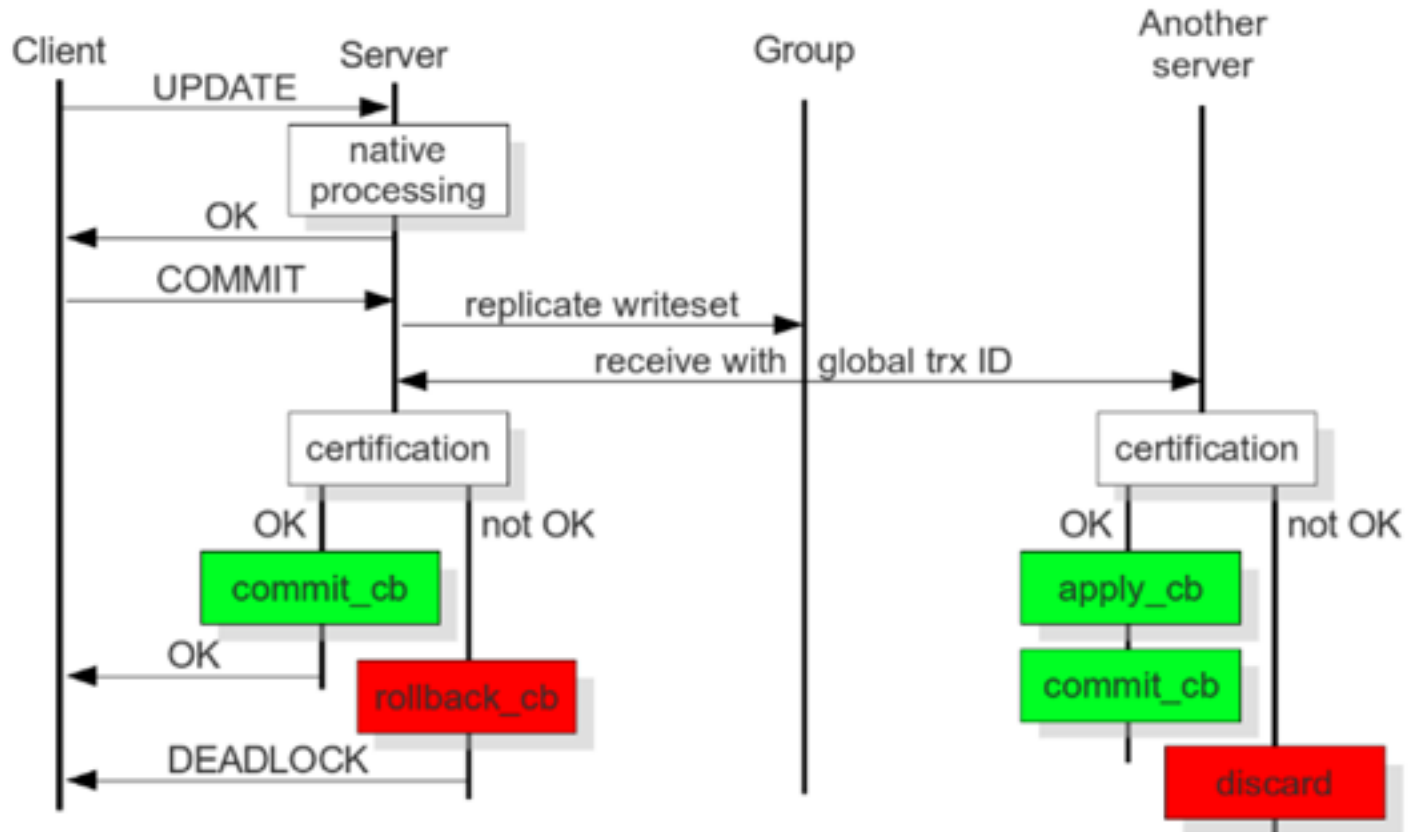 Client
Server
Group
Another
server
UPDATE
native
processing
OK
COMMIT
replicate writeset
receive with global trx ID
certification
certification
OK
not OK
OK
not OK
commit_cb
apply_cb
OK
rollback_cb
commit_cb
DEADLOCK
discard